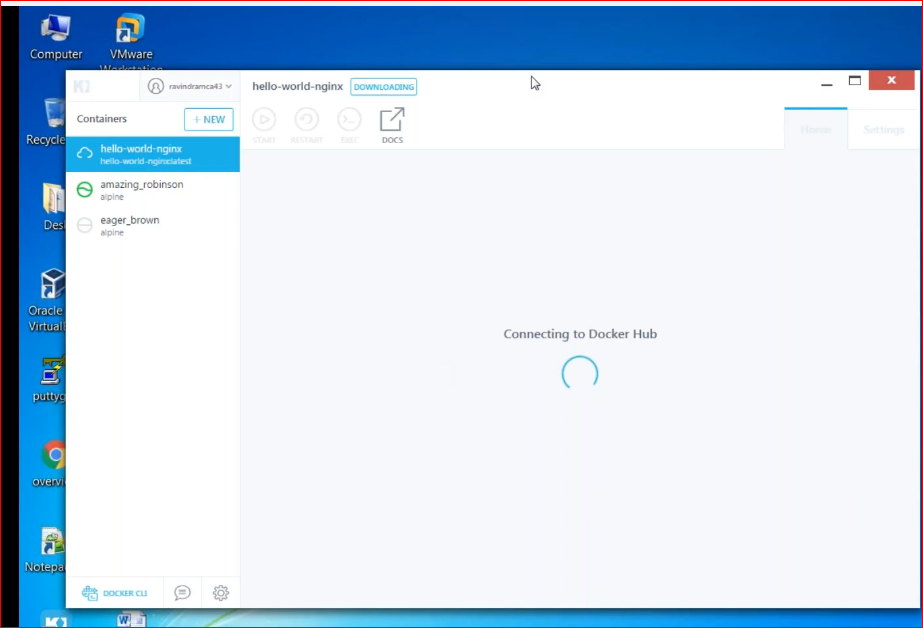 Computer
VMware
Workstation
ravindramca43
hello-world-nginx
DOWNLOADING
Containers
+ NEW
START
RESTART
EXEC
DOCS
Home
Settings
Recycle
hello-world-nginx
hello-world-nginx:latest
amazing_robinson
alpine
eager_brown
alpine
Des
Oracle
Virtual
Connecting to Docker Hub
puttyg
overvi
Notepa
DOCKER CLI